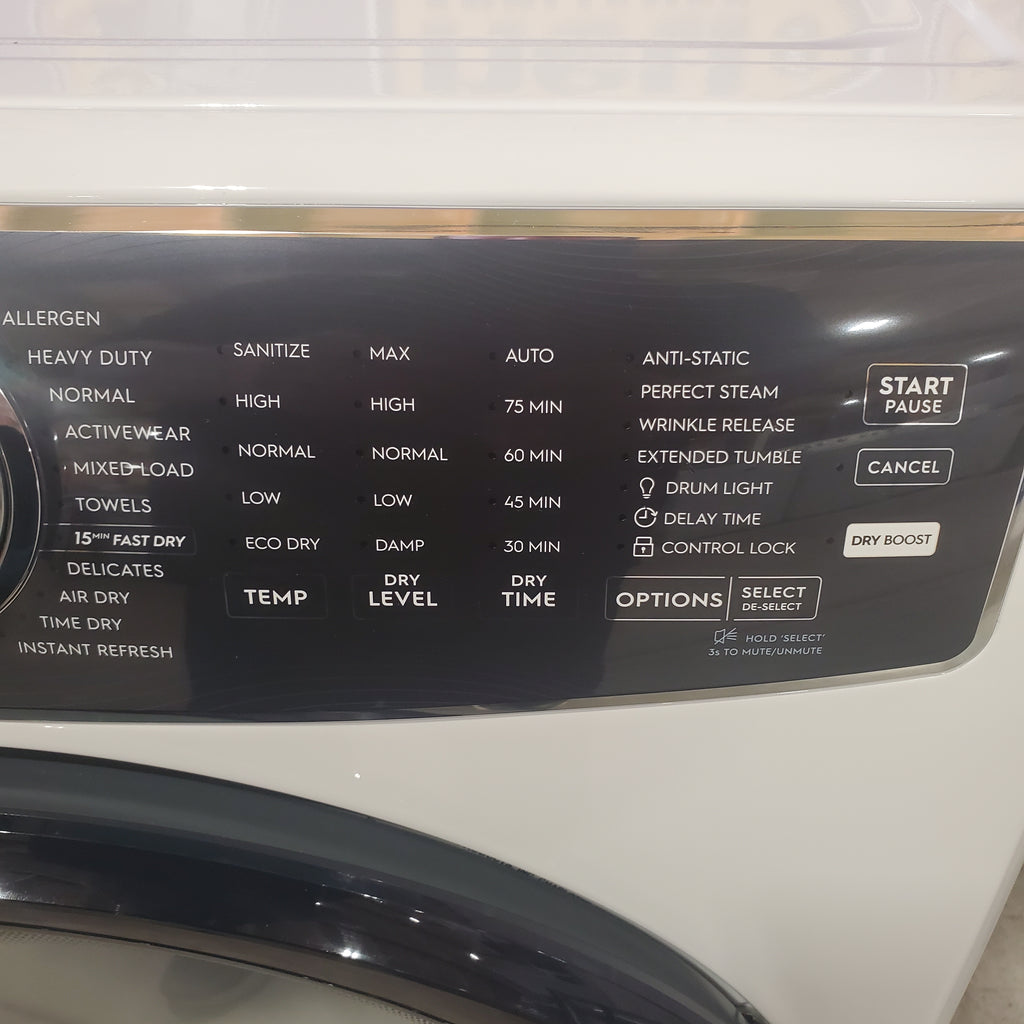 ALLERGEN
HEAVY DUTY
NORMAL
ACTIVEWEAR
MIXED LOAD
TOWELS
15MIN FAST DRY
DELICATES
AIR DRY
TIME DRY
INSTANT REFRESH
SANITIZE
HIGH
NORMAL
LOW
ECO DRY
TEMP
MAX
HIGH
NORMAL
LOW
DAMP
DRY
LEVEL
AUTO
75 MIN
60 MIN
45 MIN
30 MIN
DRY
TIME
ANTI-STATIC
PERFECT STEAM
WRINKLE RELEASE
EXTENDED TUMBLE
DRUM LIGHT
DELAY TIME
CONTROL LOCK
OPTIONS
SELECT
DE-SELECT
HOLD 'SELECT'
3s TO MUTE/UNMUTE
START
PAUSE
CANCEL
DRY BOOST